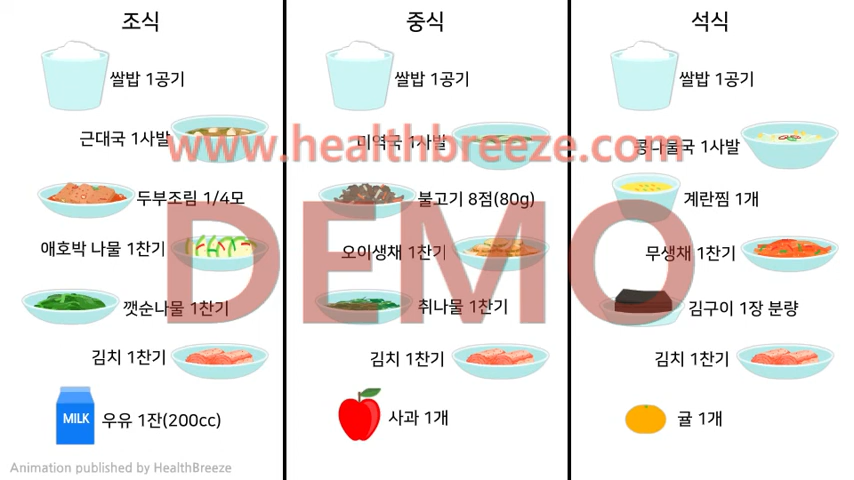 조식
쌀밥 1공기
근대국 1사발
두부조림 1/4모
애호박 나물 1찬기
깻순나물 1찬기
김치 1찬기
MILK
우유 1잔(200cc)
중식
쌀밥 1공기
미역국 1사발
불고기 8점(80g)
오이생채 1찬기
취나물 1찬기
김치 1찬기
사과 1개
석식
쌀밥 1공기
콩나물국 1사발
계란찜 1개
무생채 1찬기
김구이 1장 분량
김치 1찬기
귤 1개
www.healthbreeze.com
DEMO
Animation published by HealthBreeze